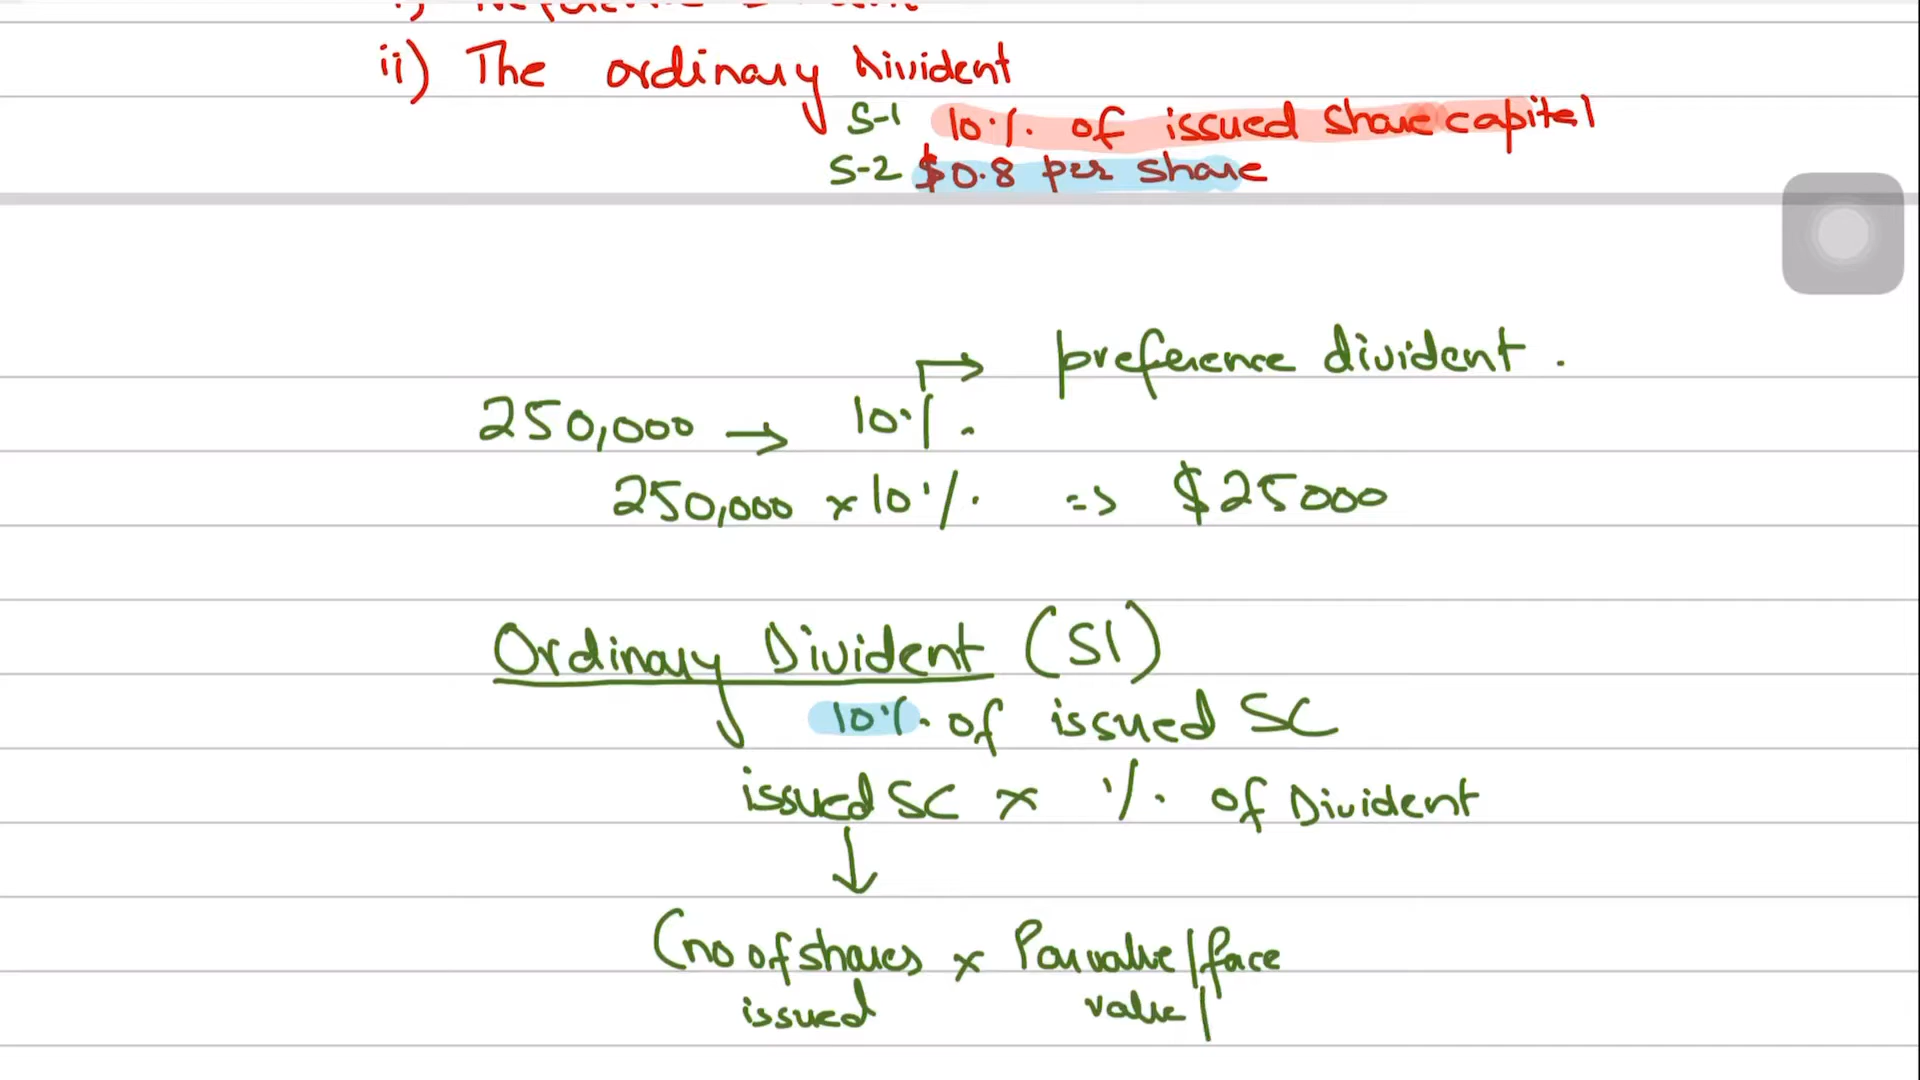 ii) The ordinary Divident
S-1 10% of issued share capital
S-2 $0.8 per share
preference divident.
250,000 → 10%
250,000 x 10% => $25000
Ordinary Divident (S1)
10% of issued SC
issued SC x % of Divident
(no of shares x Par value/face
issued value/